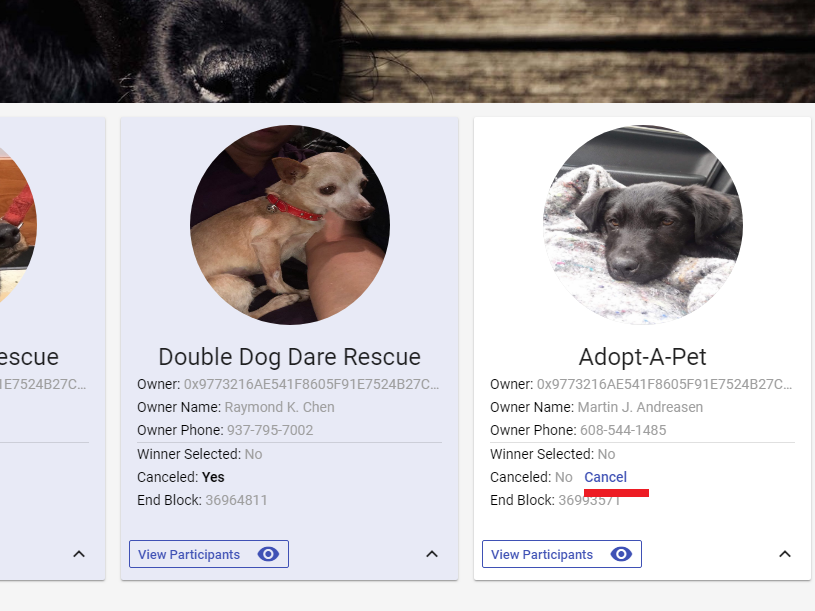 escue
1E7524B27C...
Double Dog Dare Rescue
Owner: 0x9773216AE541F8605F91E7524B27C...
Owner Name: Raymond K. Chen
Owner Phone: 937-795-7002
Winner Selected: No
Canceled: Yes
End Block: 36964811
View Participants
Adopt-A-Pet
Owner: 0x9773216AE541F8605F91E7524B27C...
Owner Name: Martin J. Andreasen
Owner Phone: 608-544-1485
Winner Selected: No
Canceled: No Cancel
End Block: 36993571
View Participants